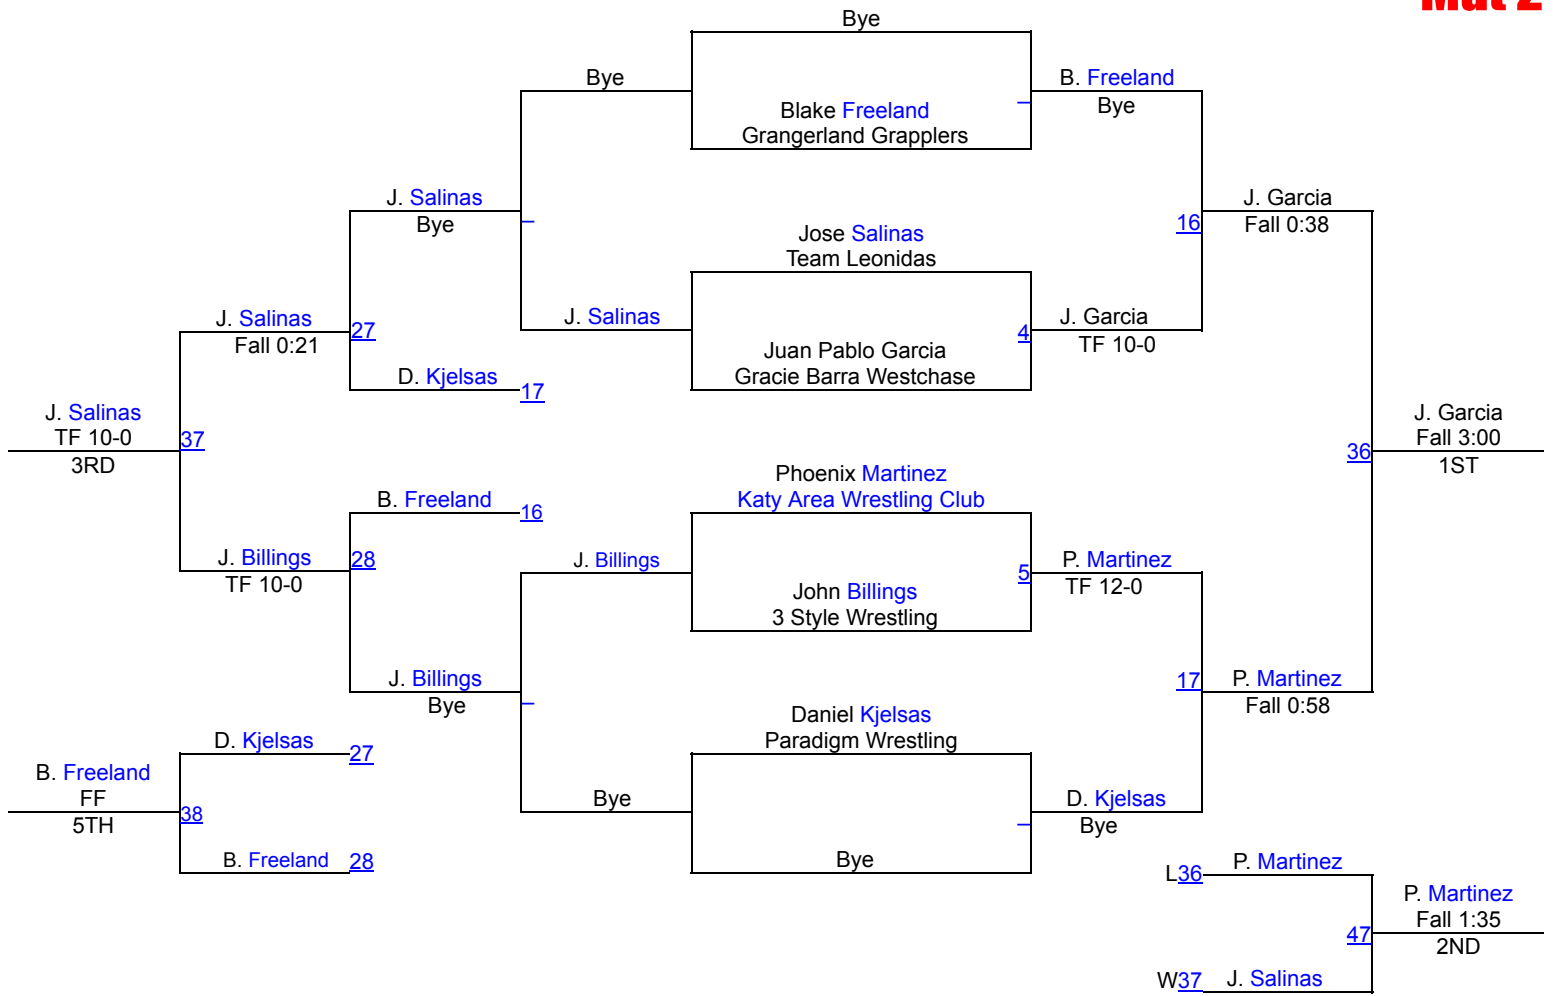 Mat 2
Bye
Bye
B. Freeland
Bye
Blake Freeland
Grangerland Grapplers
J. Salinas
Bye
J. Garcia
Fall 0:38
16
Jose Salinas
Team Leonidas
J. Salinas
Fall 0:21
27
J. Salinas
J. Garcia
TF 10-0
4
Juan Pablo Garcia
Gracie Barra Westchase
D. Kjelsas
17
J. Salinas
TF 10-0
3RD
37
J. Garcia
Fall 3:00
1ST
36
Phoenix Martinez
Katy Area Wrestling Club
B. Freeland
16
J. Billings
TF 10-0
28
J. Billings
P. Martinez
TF 12-0
5
John Billings
3 Style Wrestling
J. Billings
Bye
17
P. Martinez
Fall 0:58
Daniel Kjelsas
Paradigm Wrestling
D. Kjelsas
27
B. Freeland
FF
5TH
38
Bye
D. Kjelsas
Bye
B. Freeland
28
Bye
L36
P. Martinez
P. Martinez
Fall 1:35
2ND
47
W37
J. Salinas